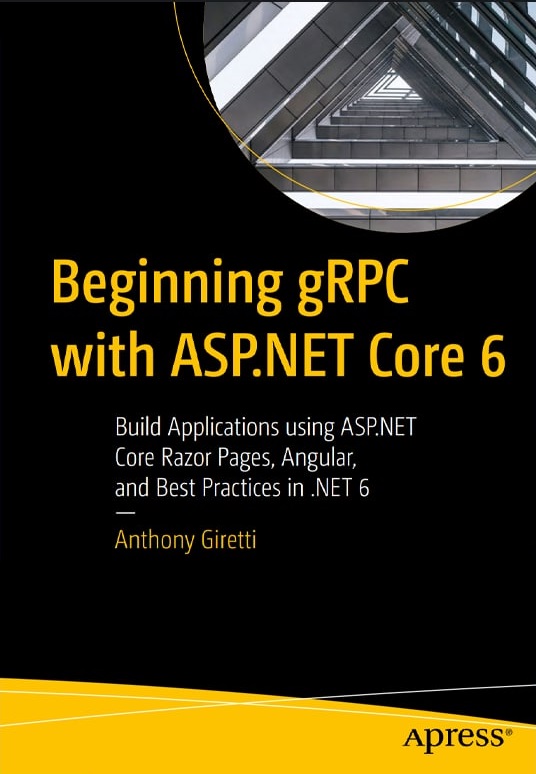 Beginning gRPC
with ASP.NET Core 6
Build Applications using ASP.NET
Core Razor Pages, Angular,
and Best Practices in .NET 6
—
Anthony Giretti
Apress®